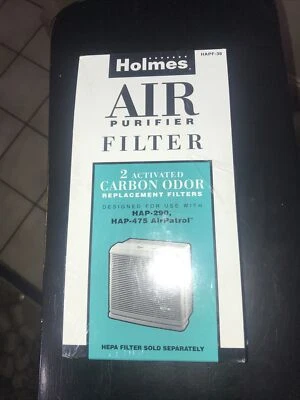 HAPF-30
Holmes
AIR
PURIFIER
FILTER
2 ACTIVATED
CARBON ODOR
REPLACEMENT FILTERS
DESIGNED FOR USE WITH
HAP-290,
HAP-475 AirPatrol™
HEPA FILTER SOLD SEPARATELY